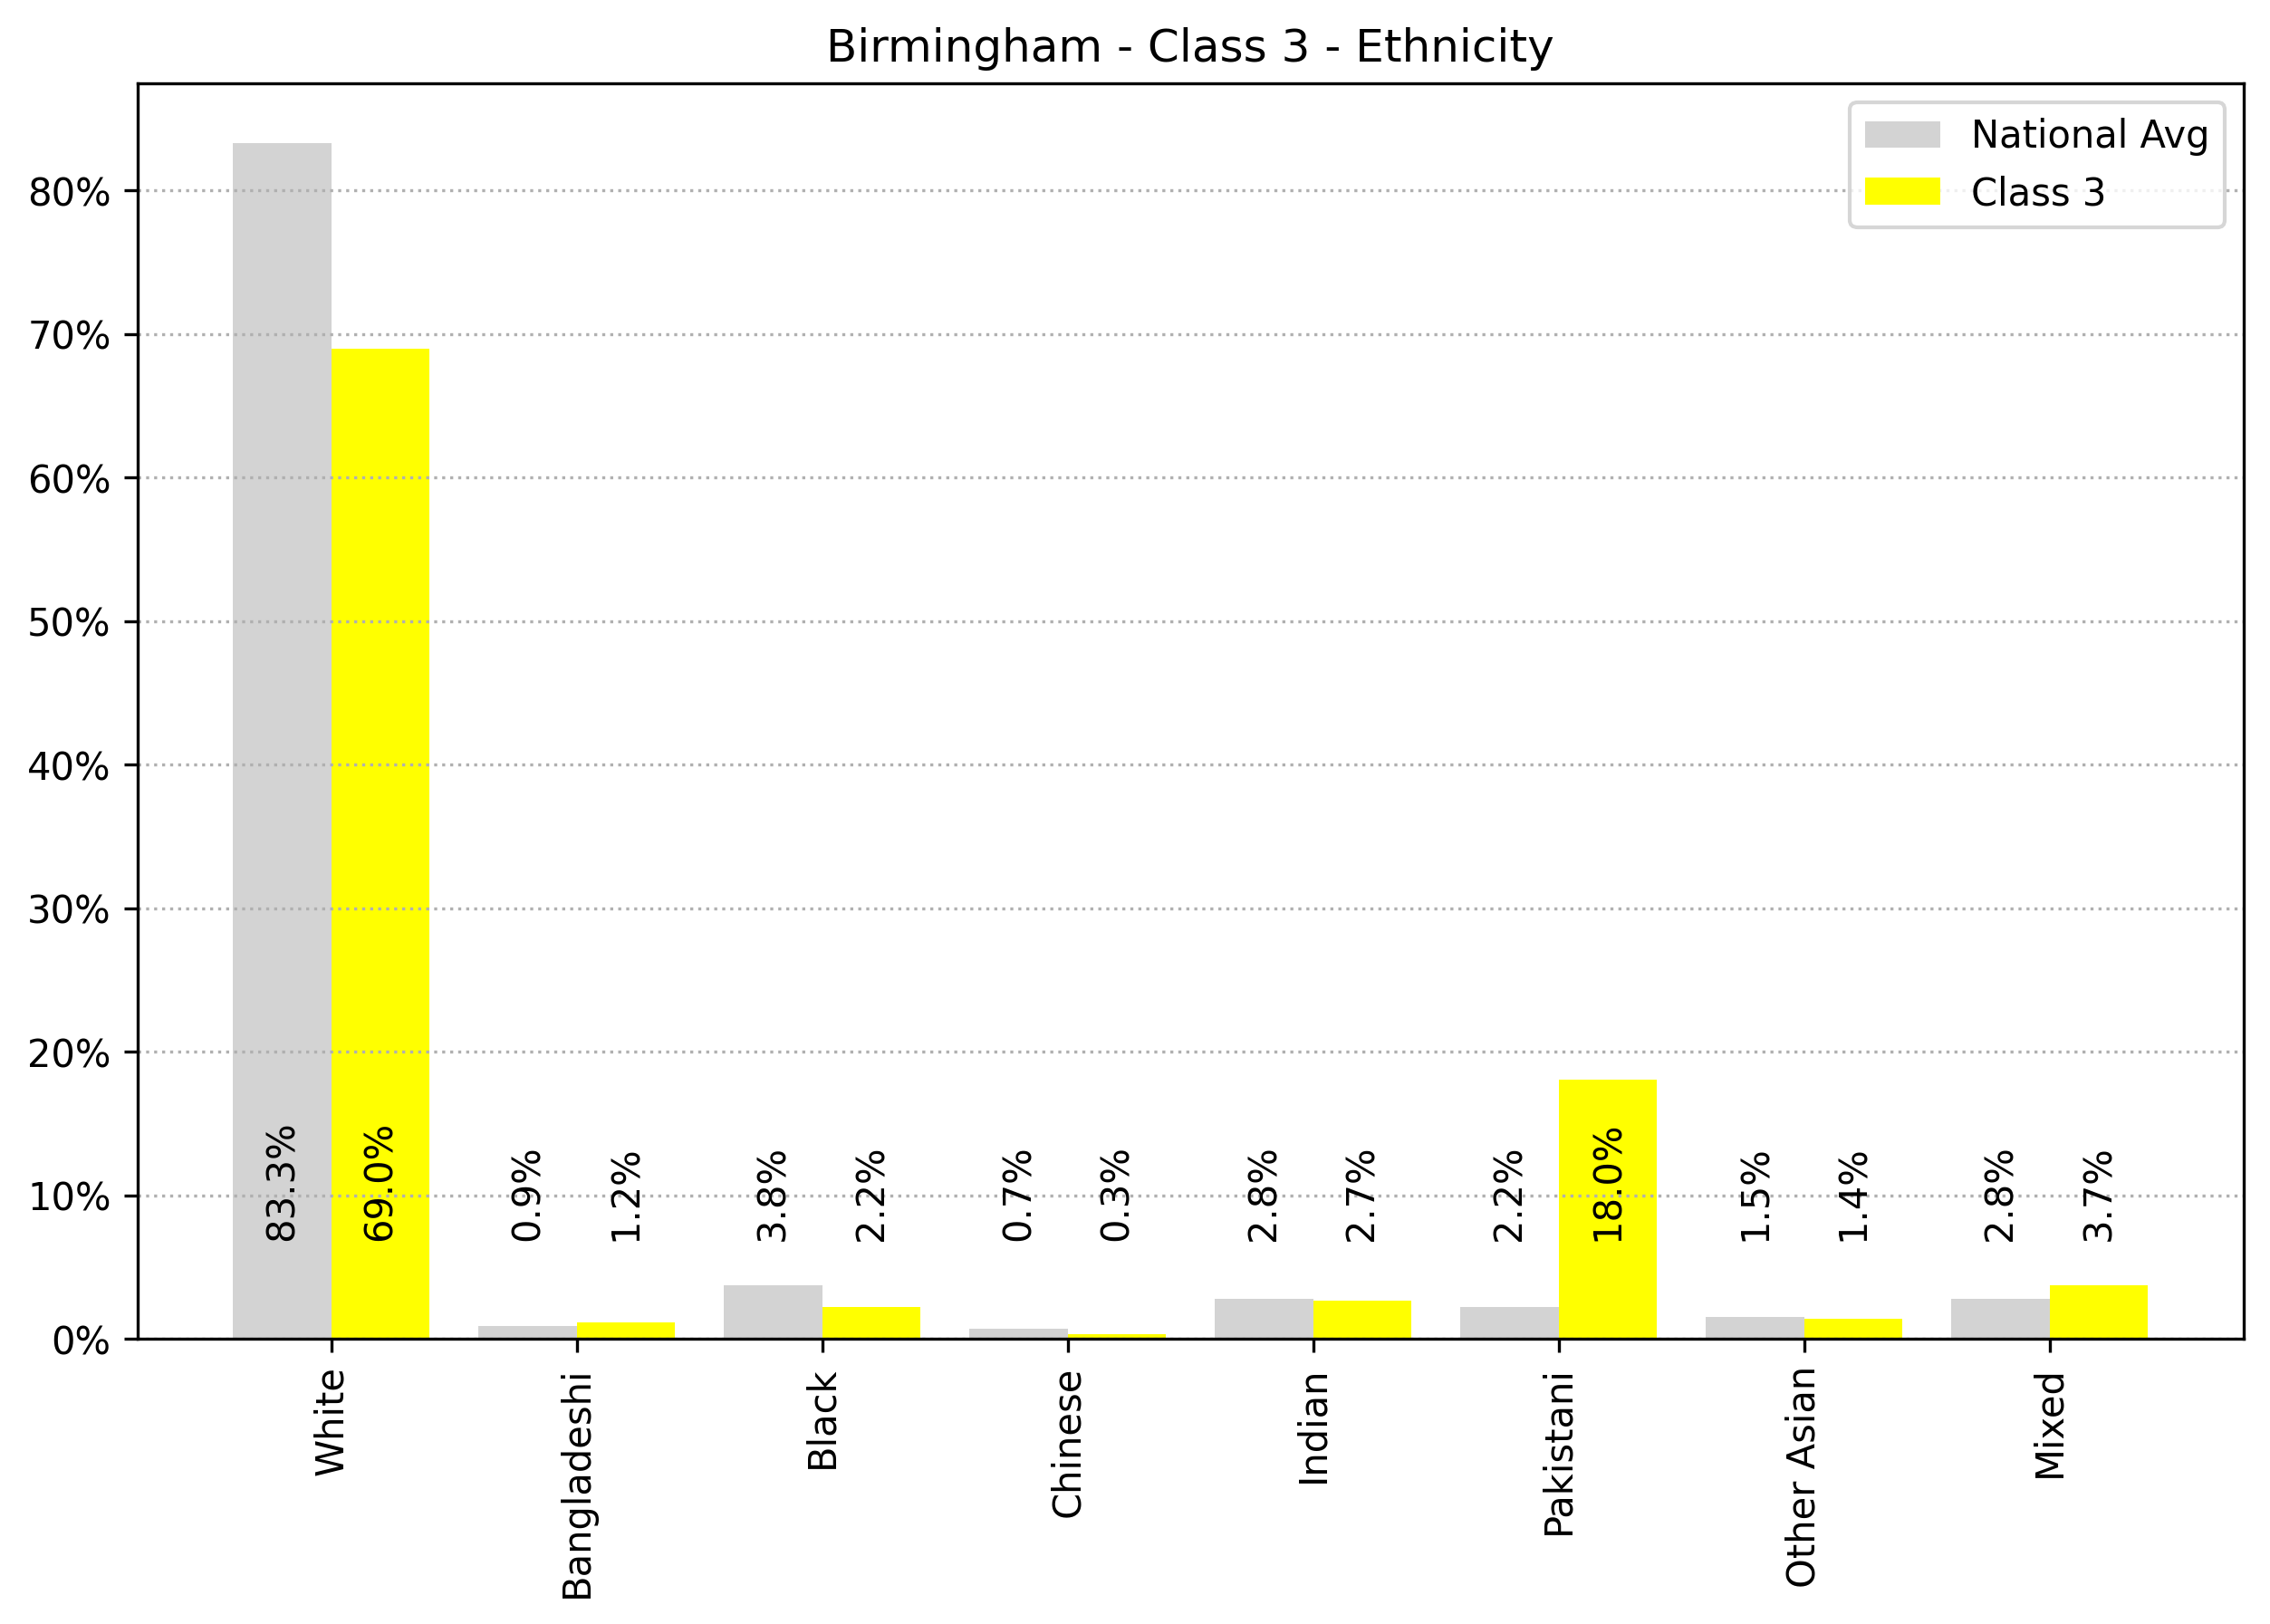 Birmingham - Class 3 - Ethnicity
National Avg
Class 3
80%
70%
60%
50%
40%
30%
20%
10%
0%
83.3%
69.0%
0.9%
1.2%
3.8%
2.2%
0.7%
0.3%
2.8%
2.7%
2.2%
18.0%
1.5%
1.4%
2.8%
3.7%
White
Bangladeshi
Black
Chinese
Indian
Pakistani
Other Asian
Mixed